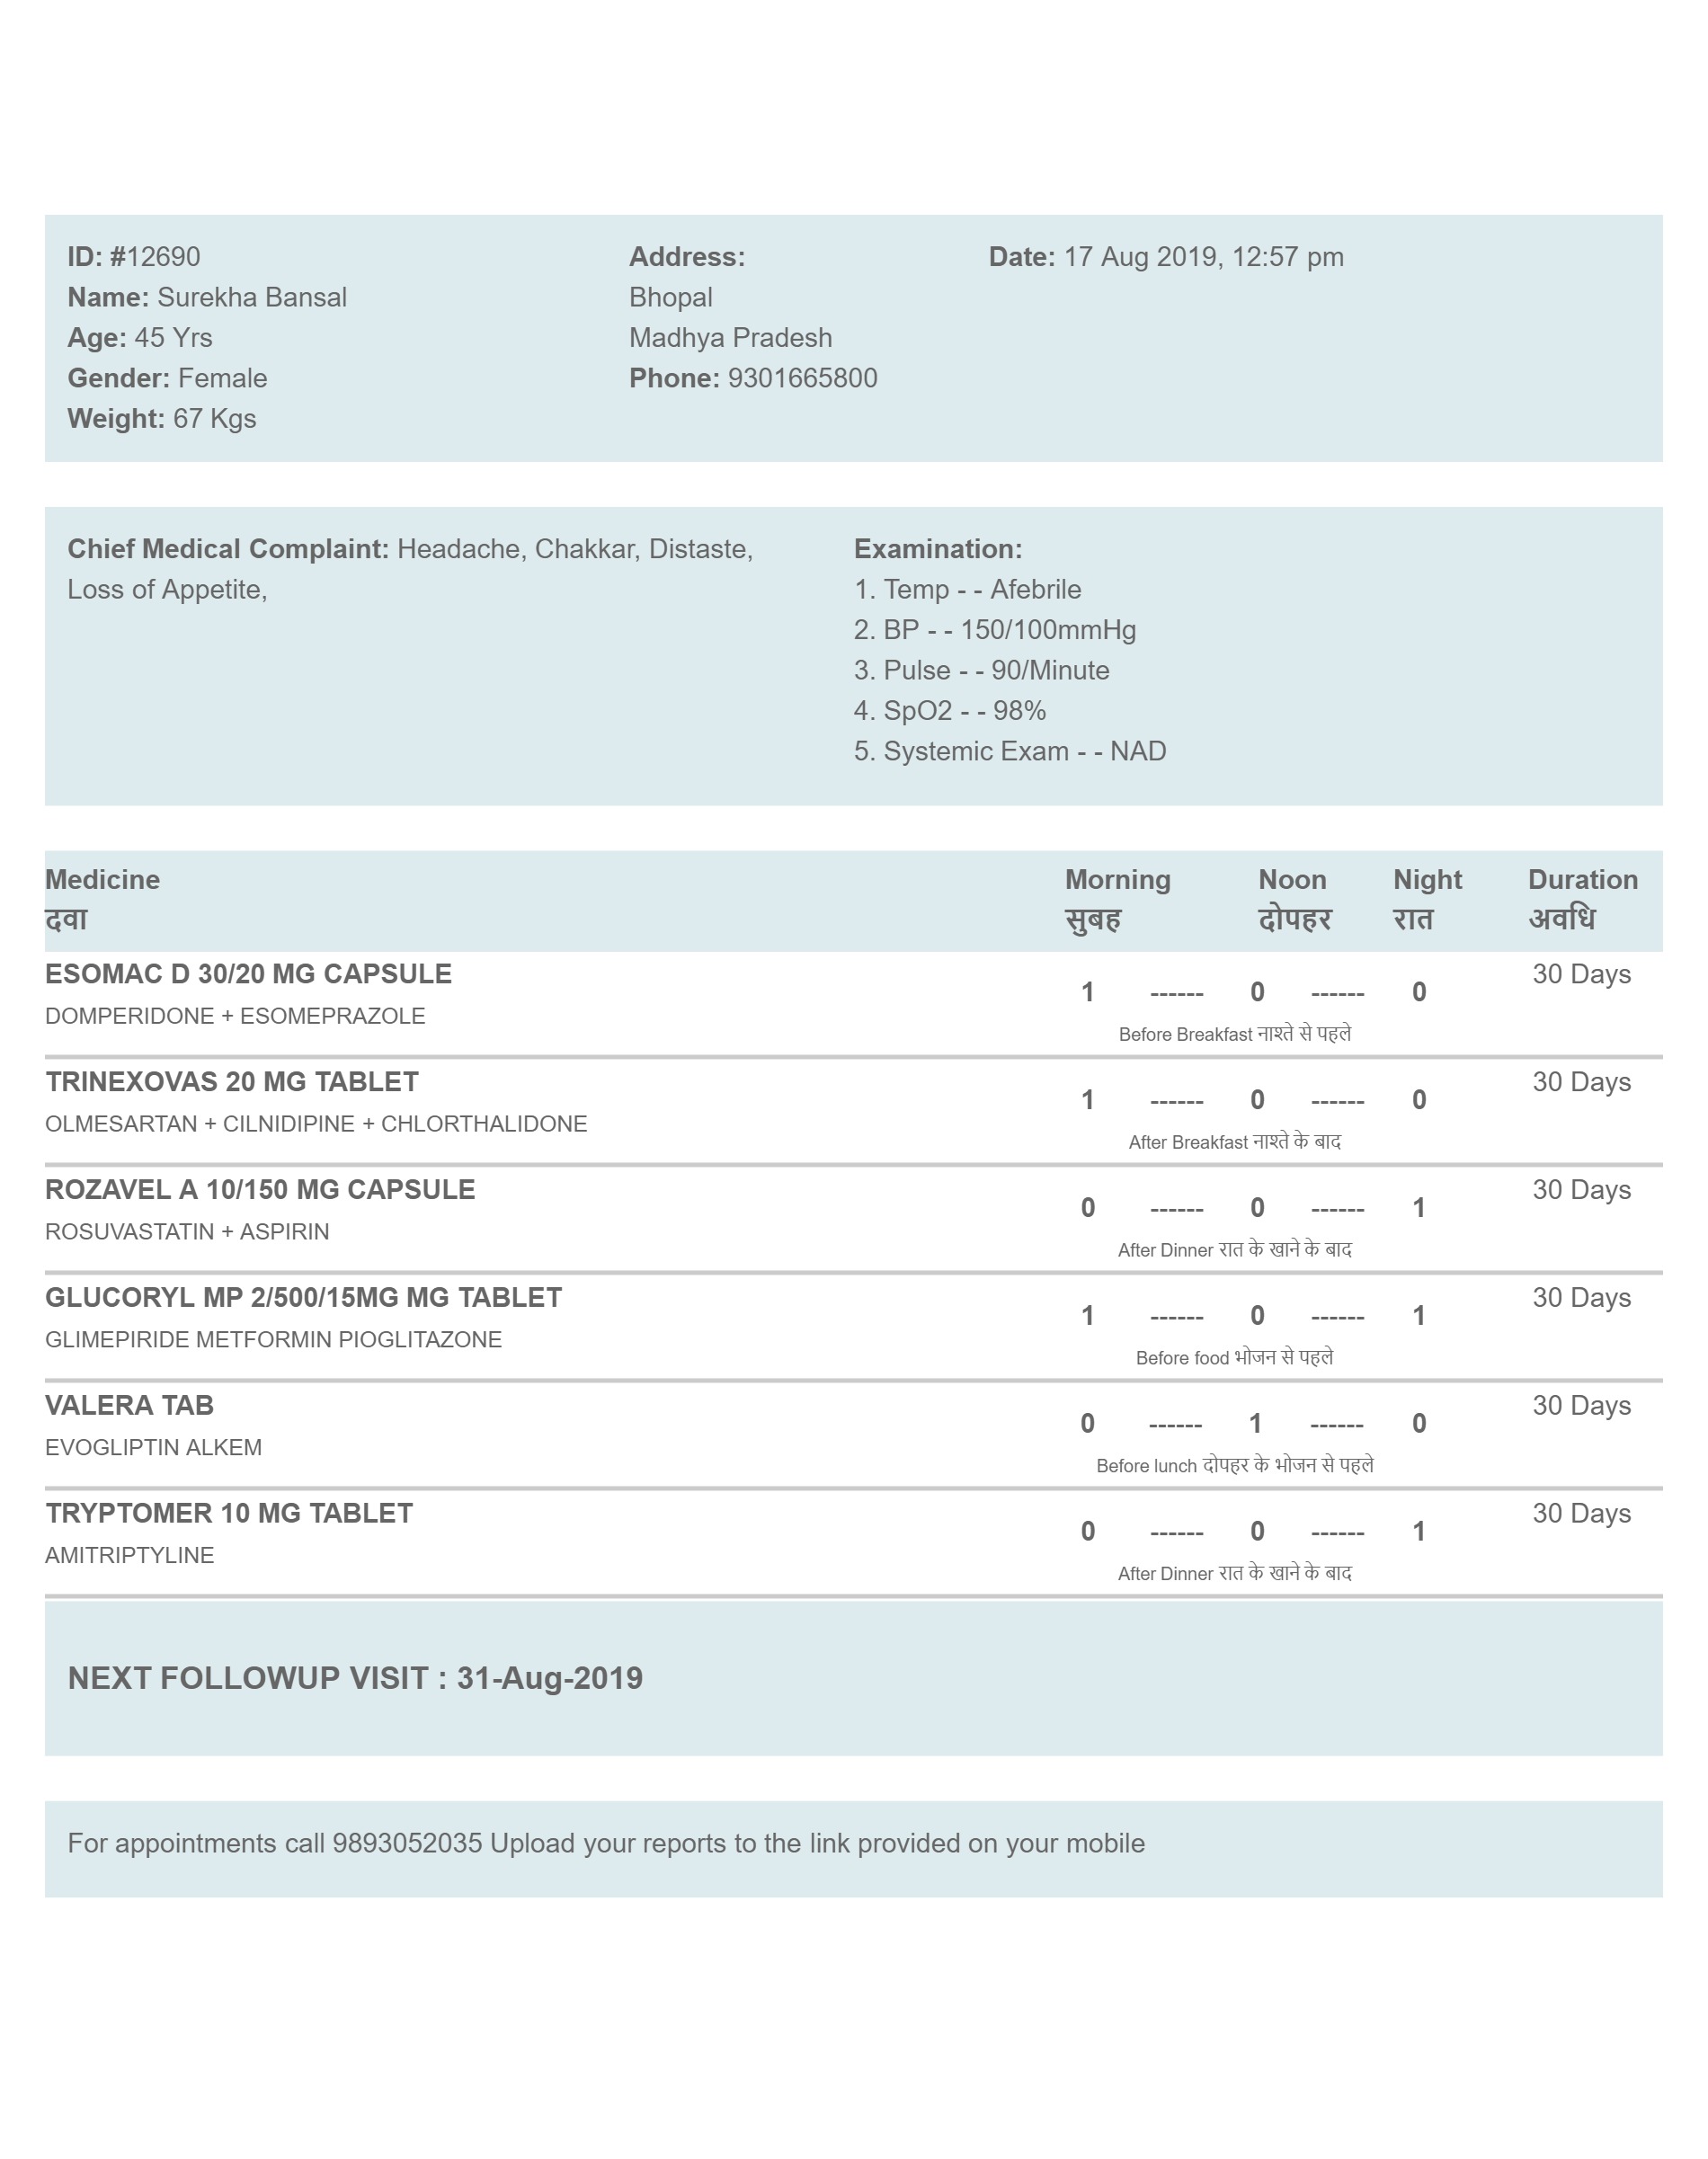 ID: #12690
Name: Surekha Bansal
Age: 45 Yrs
Gender: Female
Weight: 67 Kgs
Address:
Bhopal
Madhya Pradesh
Phone: 9301665800
Date: 17 Aug 2019, 12:57 pm
Chief Medical Complaint: Headache, Chakkar, Distaste,
Loss of Appetite,
Examination:
1. Temp - - Afebrile
2. BP - - 150/100mmHg
3. Pulse - - 90/Minute
4. SpO2 - - 98%
5. Systemic Exam - - NAD
Medicine Morning Noon Night Duration
दवा सुबह दोपहर रात अवधि
ESOMAC D 30/20 MG CAPSULE 30 Days
1 ------ 0 ------ 0
DOMPERIDONE + ESOMEPRAZOLE
Before Breakfast नाश्ते से पहले
TRINEXOVAS 20 MG TABLET 30 Days
1 ------ 0 ------ 0
OLMESARTAN + CILNIDIPINE + CHLORTHALIDONE
After Breakfast नाश्ते के बाद
ROZAVEL A 10/150 MG CAPSULE 30 Days
0 ------ 0 ------ 1
ROSUVASTATIN + ASPIRIN
After Dinner रात के खाने के बाद
GLUCORYL MP 2/500/15MG MG TABLET 30 Days
1 ------ 0 ------ 1
GLIMEPIRIDE METFORMIN PIOGLITAZONE
Before food भोजन से पहले
VALERA TAB 30 Days
0 ------ 1 ------ 0
EVOGLIPTIN ALKEM
Before lunch दोपहर के भोजन से पहले
TRYPTOMER 10 MG TABLET 30 Days
0 ------ 0 ------ 1
AMITRIPTYLINE
After Dinner रात के खाने के बाद
NEXT FOLLOWUP VISIT : 31-Aug-2019
For appointments call 9893052035 Upload your reports to the link provided on your mobile